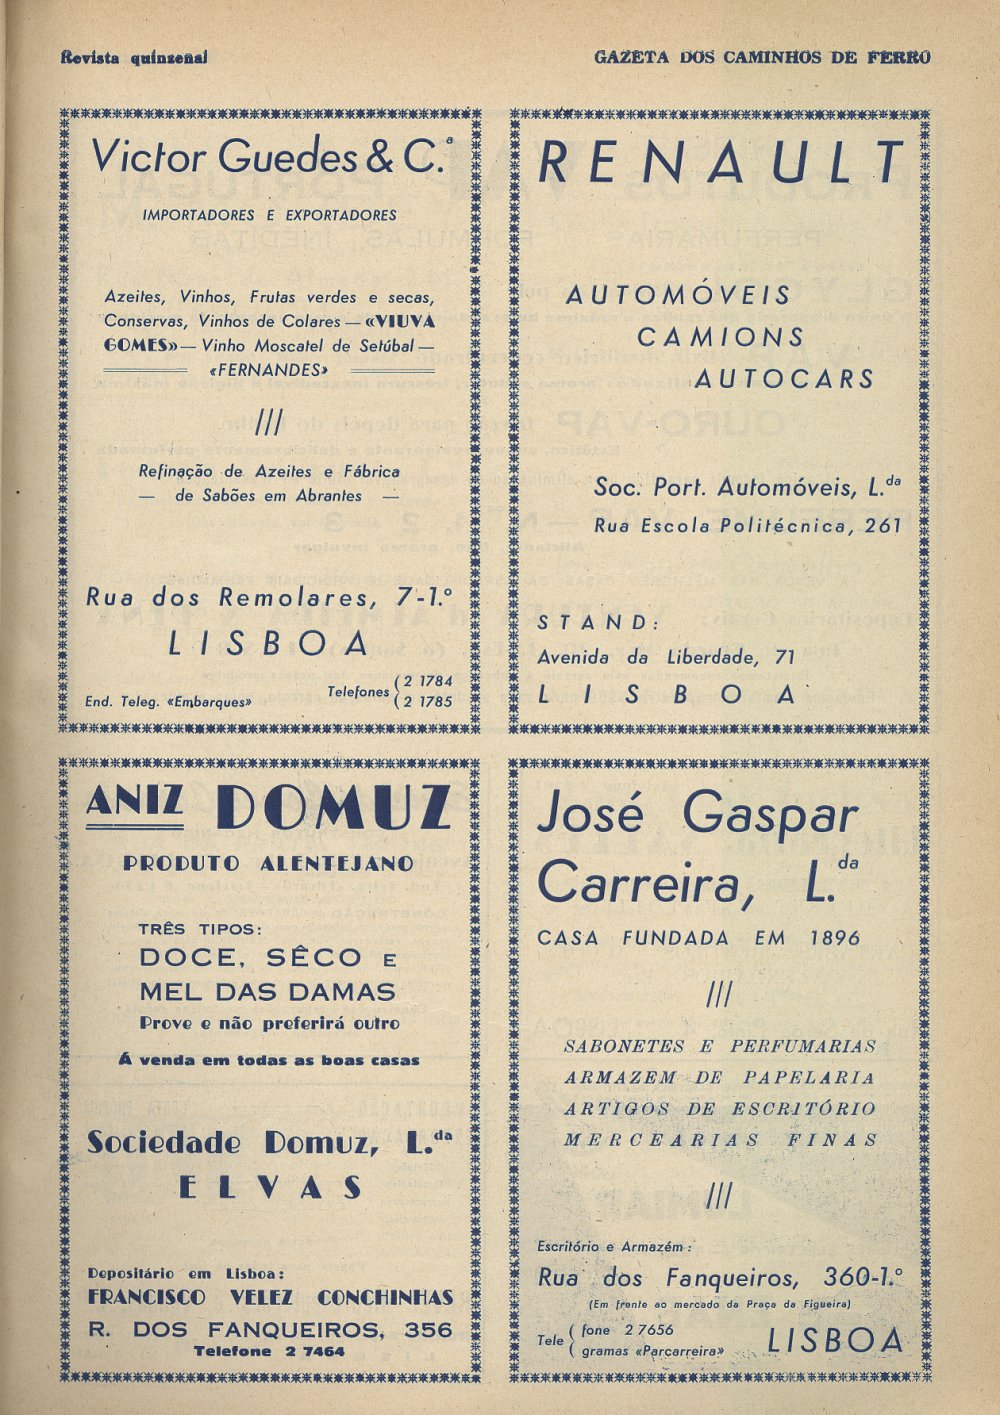 Revista quinzenal
GAZETA DOS CAMINHOS DE FERRO
Victor Guedes & C.ª
IMPORTADORES E EXPORTADORES
Azeites, Vinhos, Frutas verdes e secas,
Conservas, Vinhos de Colares — «VIUVA
GOMES» — Vinho Moscatel de Setúbal —
«FERNANDES»
///
Refinação de Azeites e Fábrica
— de Sabões em Abrantes —
Rua dos Remolares, 7-1.º
LISBOA
End. Teleg. «Embarques»
Telefones ( 2 1784
( 2 1785
RENAULT
AUTOMÓVEIS
CAMIONS
AUTOCARS
Soc. Port. Automóveis, L.da
Rua Escola Politécnica, 261
STAND:
Avenida da Liberdade, 71
LISBOA
ANIZ DOMUZ
PRODUTO ALENTEJANO
TRÊS TIPOS:
DOCE, SÊCO E
MEL DAS DAMAS
Prove e não preferirá outro
Á venda em todas as boas casas
Sociedade Domuz, L.da
ELVAS
Depositário em Lisboa:
FRANCISCO VELEZ CONCHINHAS
R. DOS FANQUEIROS, 356
Telefone 2 7464
José Gaspar
Carreira, L.da
CASA FUNDADA EM 1896
///
SABONETES E PERFUMARIAS
ARMAZEM DE PAPELARIA
ARTIGOS DE ESCRITÓRIO
MERCEARIAS FINAS
///
Escritório e Armazém:
Rua dos Fanqueiros, 360-1.º
(Em frente ao mercado da Praça da Figueira)
Tele ( fone 2 7656
( gramas «Parcarreira»
LISBOA